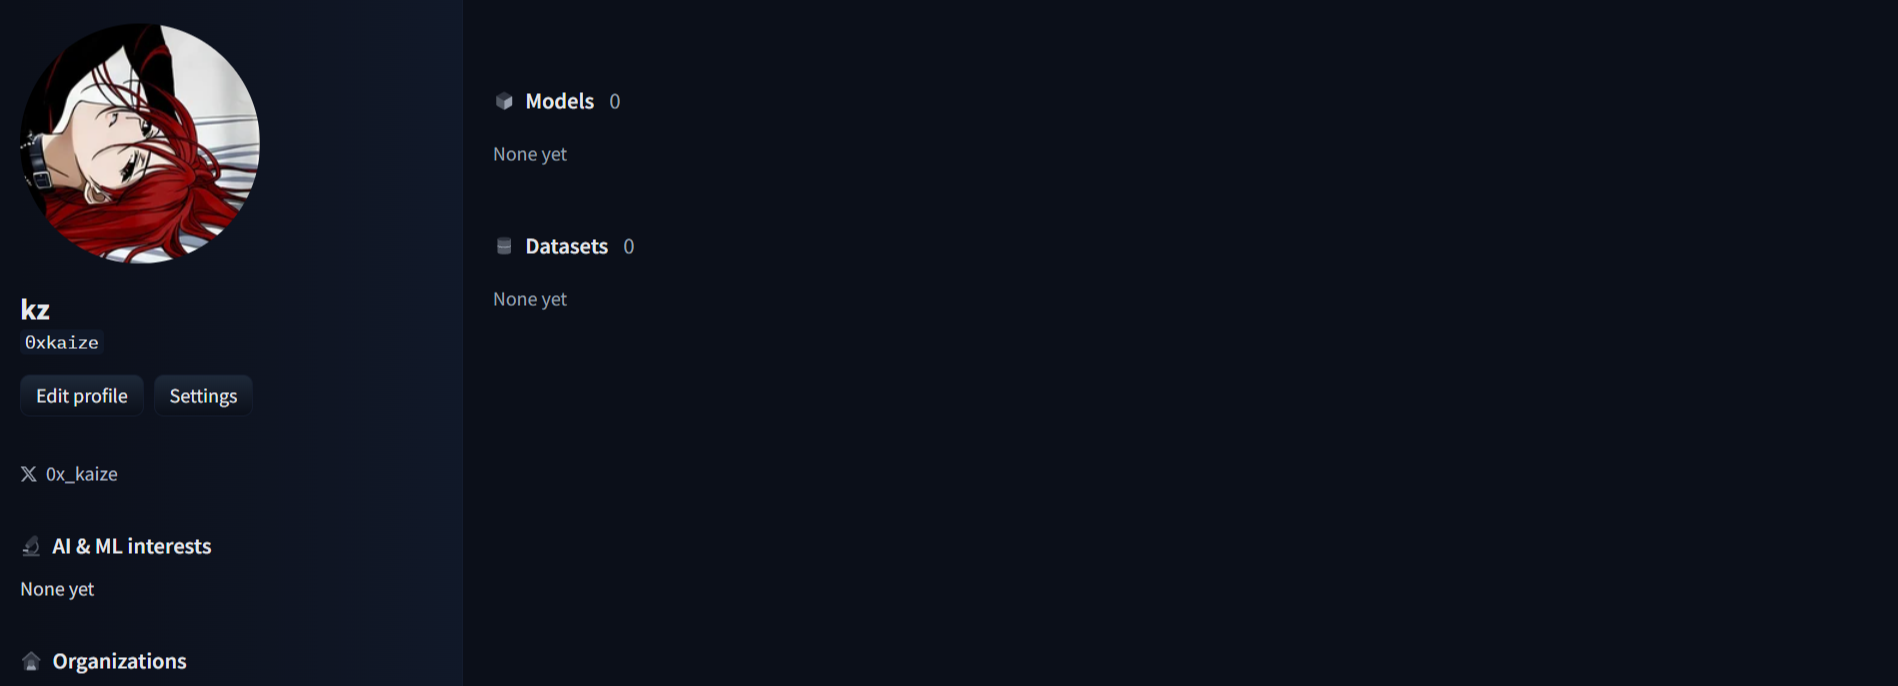 kz
0xkaize
Edit profile
Settings
0x_kaize
AI & ML interests
None yet
Organizations
Models 0
None yet
Datasets 0
None yet